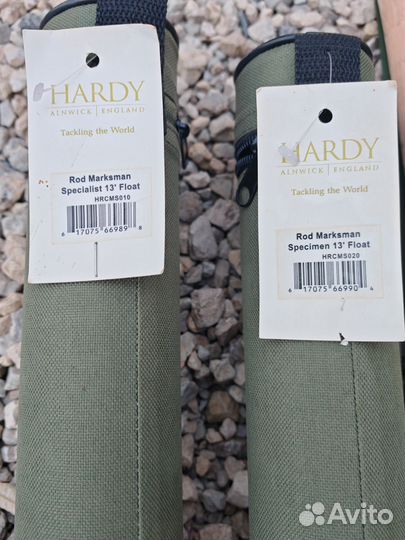 HARDY
ALNWICK | ENGLAND
Tackling the World
Rod Marksman
Specialist 13' Float
HRCMS010
6 17075 66989 8
HARDY
ALNWICK | ENGLAND
Tackling the World
Rod Marksman
Specimen 13' Float
HRCMS020
6 17075 66990 4
Avito